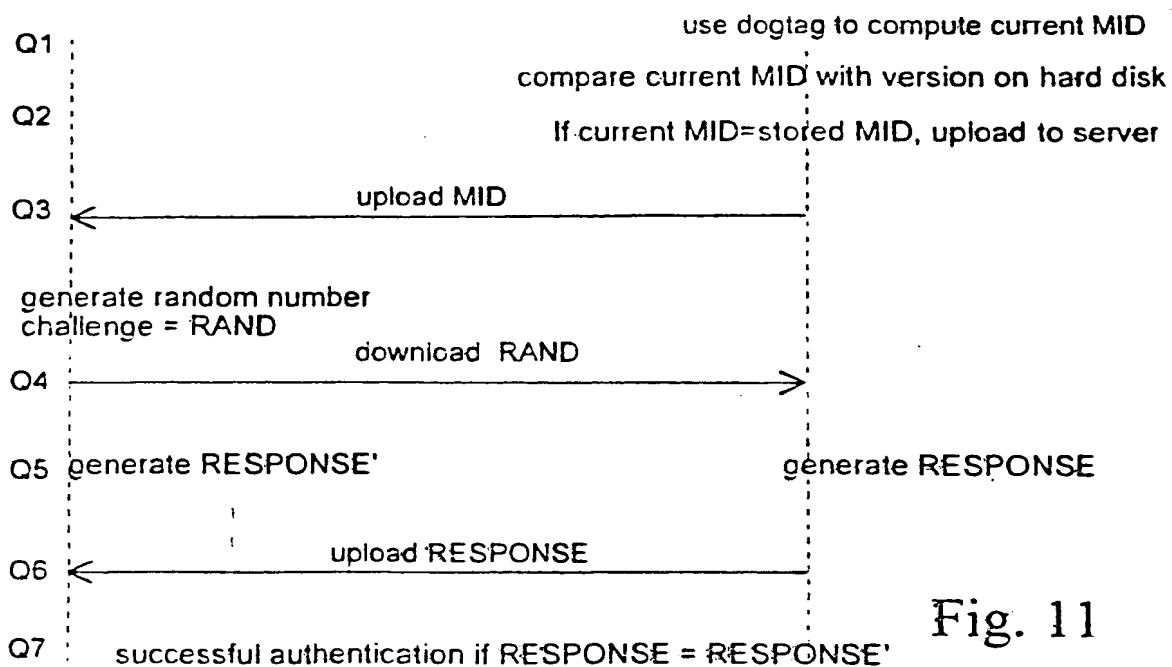 Q1
use dogtag to compute current MID
compare current MID with version on hard disk
Q2
If current MID=stored MID, upload to server
Q3
upload MID
generate random number
challenge = RAND
download RAND
Q4
Q5
generate RESPONSE'
generate RESPONSE
upload RESPONSE
Q6
Fig. 11
Q7
successful authentication if RESPONSE = RESPONSE'